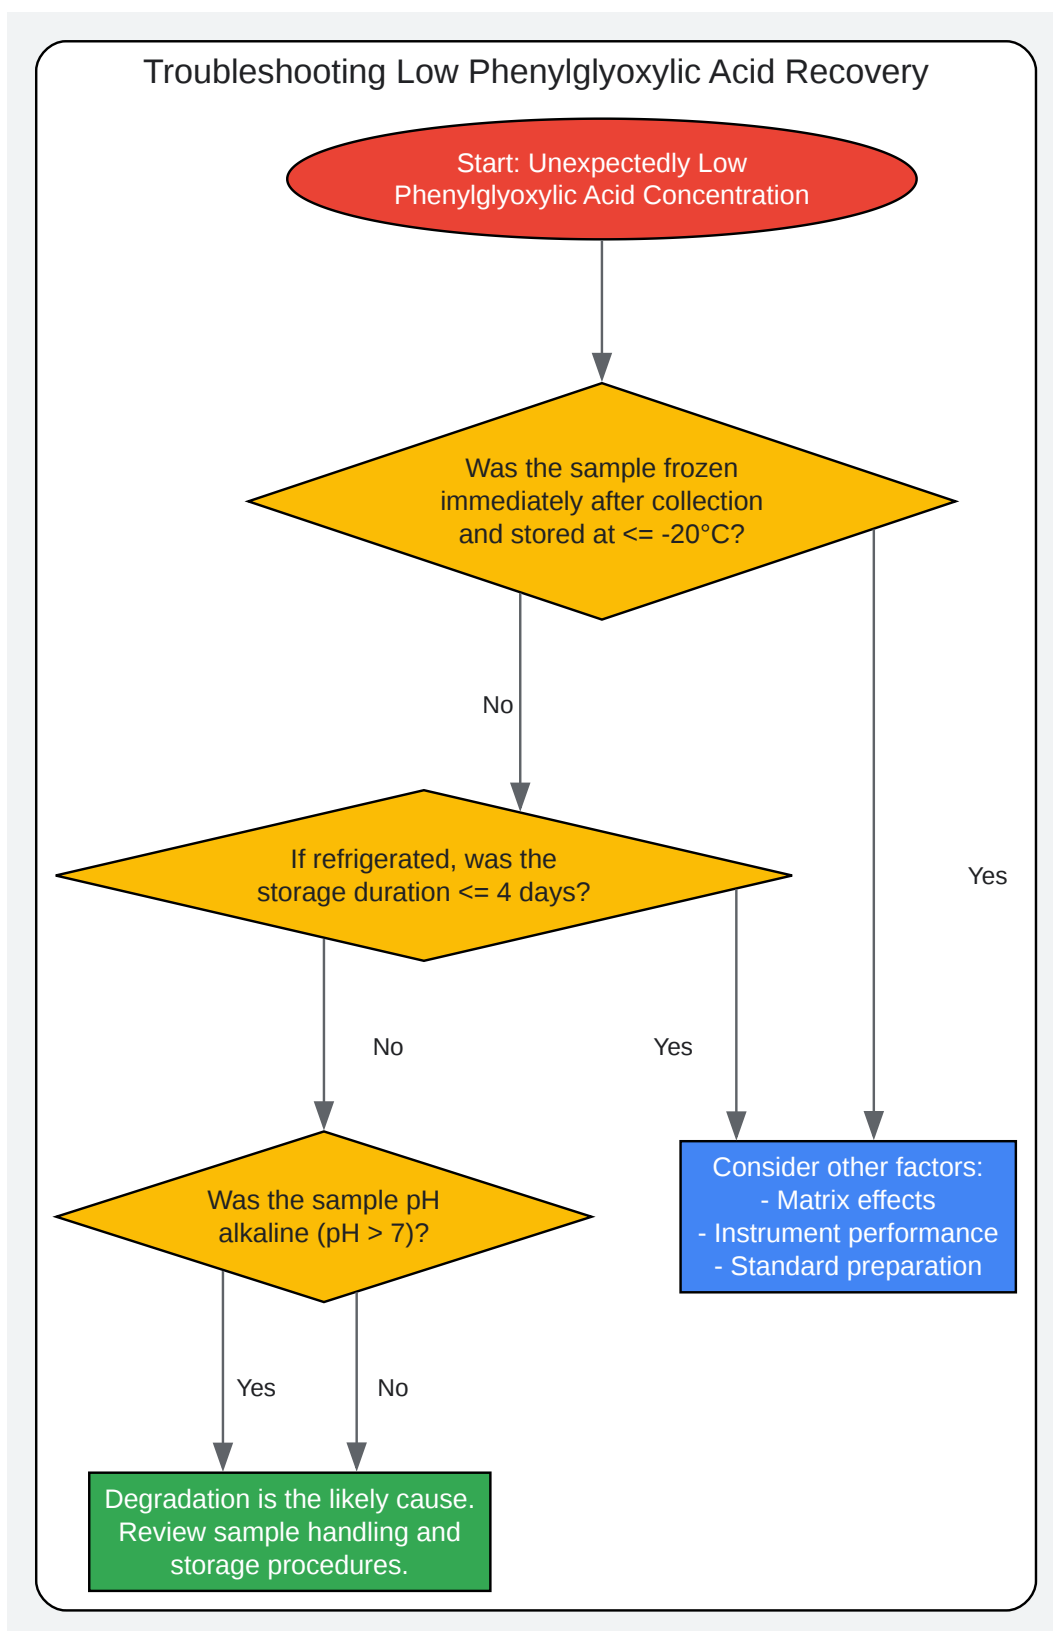 Troubleshooting Low Phenylglyoxylic Acid Recovery
Start: Unexpectedly Low
Phenylglyoxylic Acid Concentration
Was the sample frozen
immediately after collection
and stored at <= -20°C?
No
If refrigerated, was the
storage duration <= 4 days?
Yes
No
Yes
Was the sample pH
alkaline (pH > 7)?
Consider other factors:
- Matrix effects
- Instrument performance
- Standard preparation
Yes
No
Degradation is the likely cause.
Review sample handling and
storage procedures.